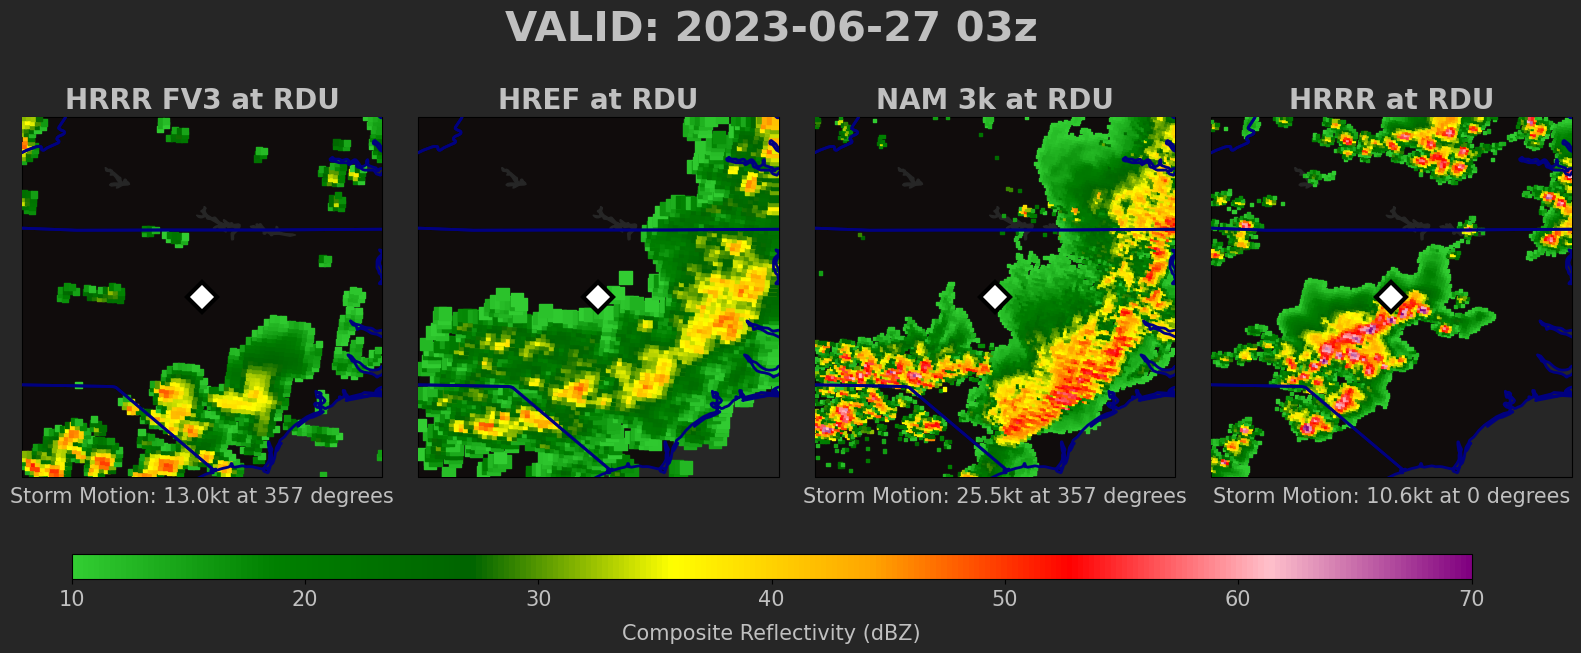 VALID: 2023-06-27 03z
HRRR FV3 at RDU
HREF at RDU
NAM 3k at RDU
HRRR at RDU
Storm Motion: 13.0kt at 357 degrees
Storm Motion: 25.5kt at 357 degrees
Storm Motion: 10.6kt at 0 degrees
10 20 30 40 50 60 70
Composite Reflectivity (dBZ)